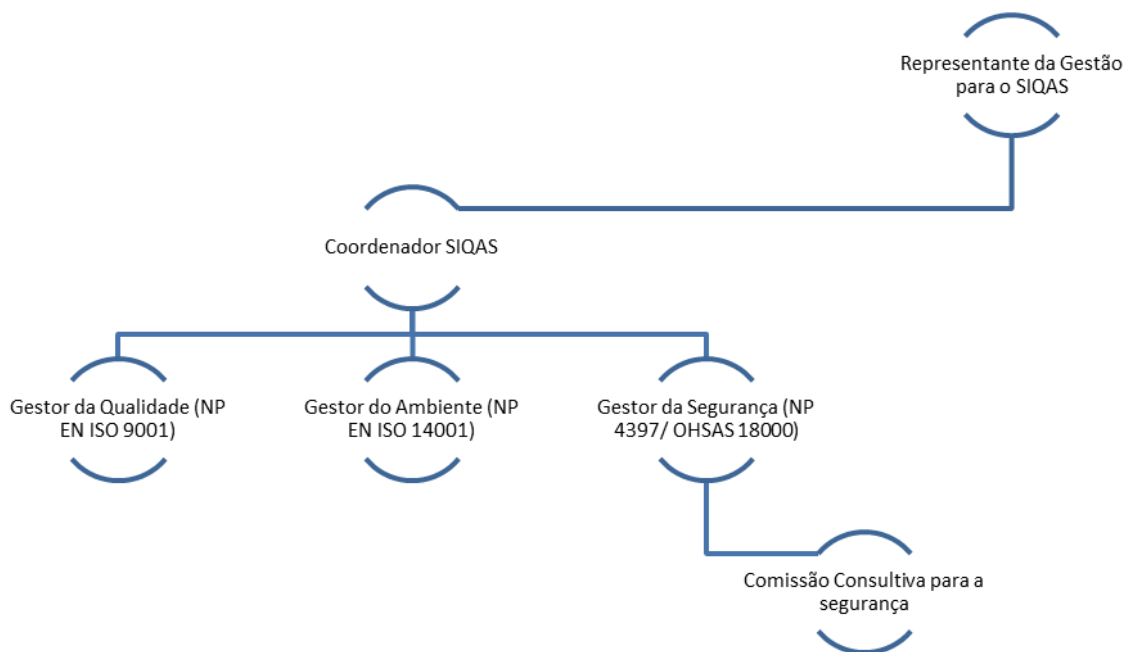 Representante da Gestão
para o SIQAS
Coordenador SIQAS
Gestor da Qualidade (NP
EN ISO 9001)
Gestor do Ambiente (NP
EN ISO 14001)
Gestor da Segurança (NP
4397/ OHSAS 18000)
Comissão Consultiva para a
segurança